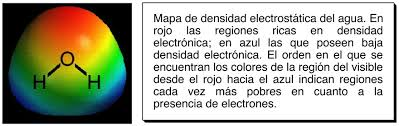 O
H H
Mapa de densidad electrostática del agua. En
rojo las regiones ricas en densidad
electrónica; en azul las que poseen baja
densidad electrónica. El orden en el que se
encuentran los colores de la región del visible
desde el rojo hacia el azul indican regiones
cada vez más pobres en cuanto a la
presencia de electrones.